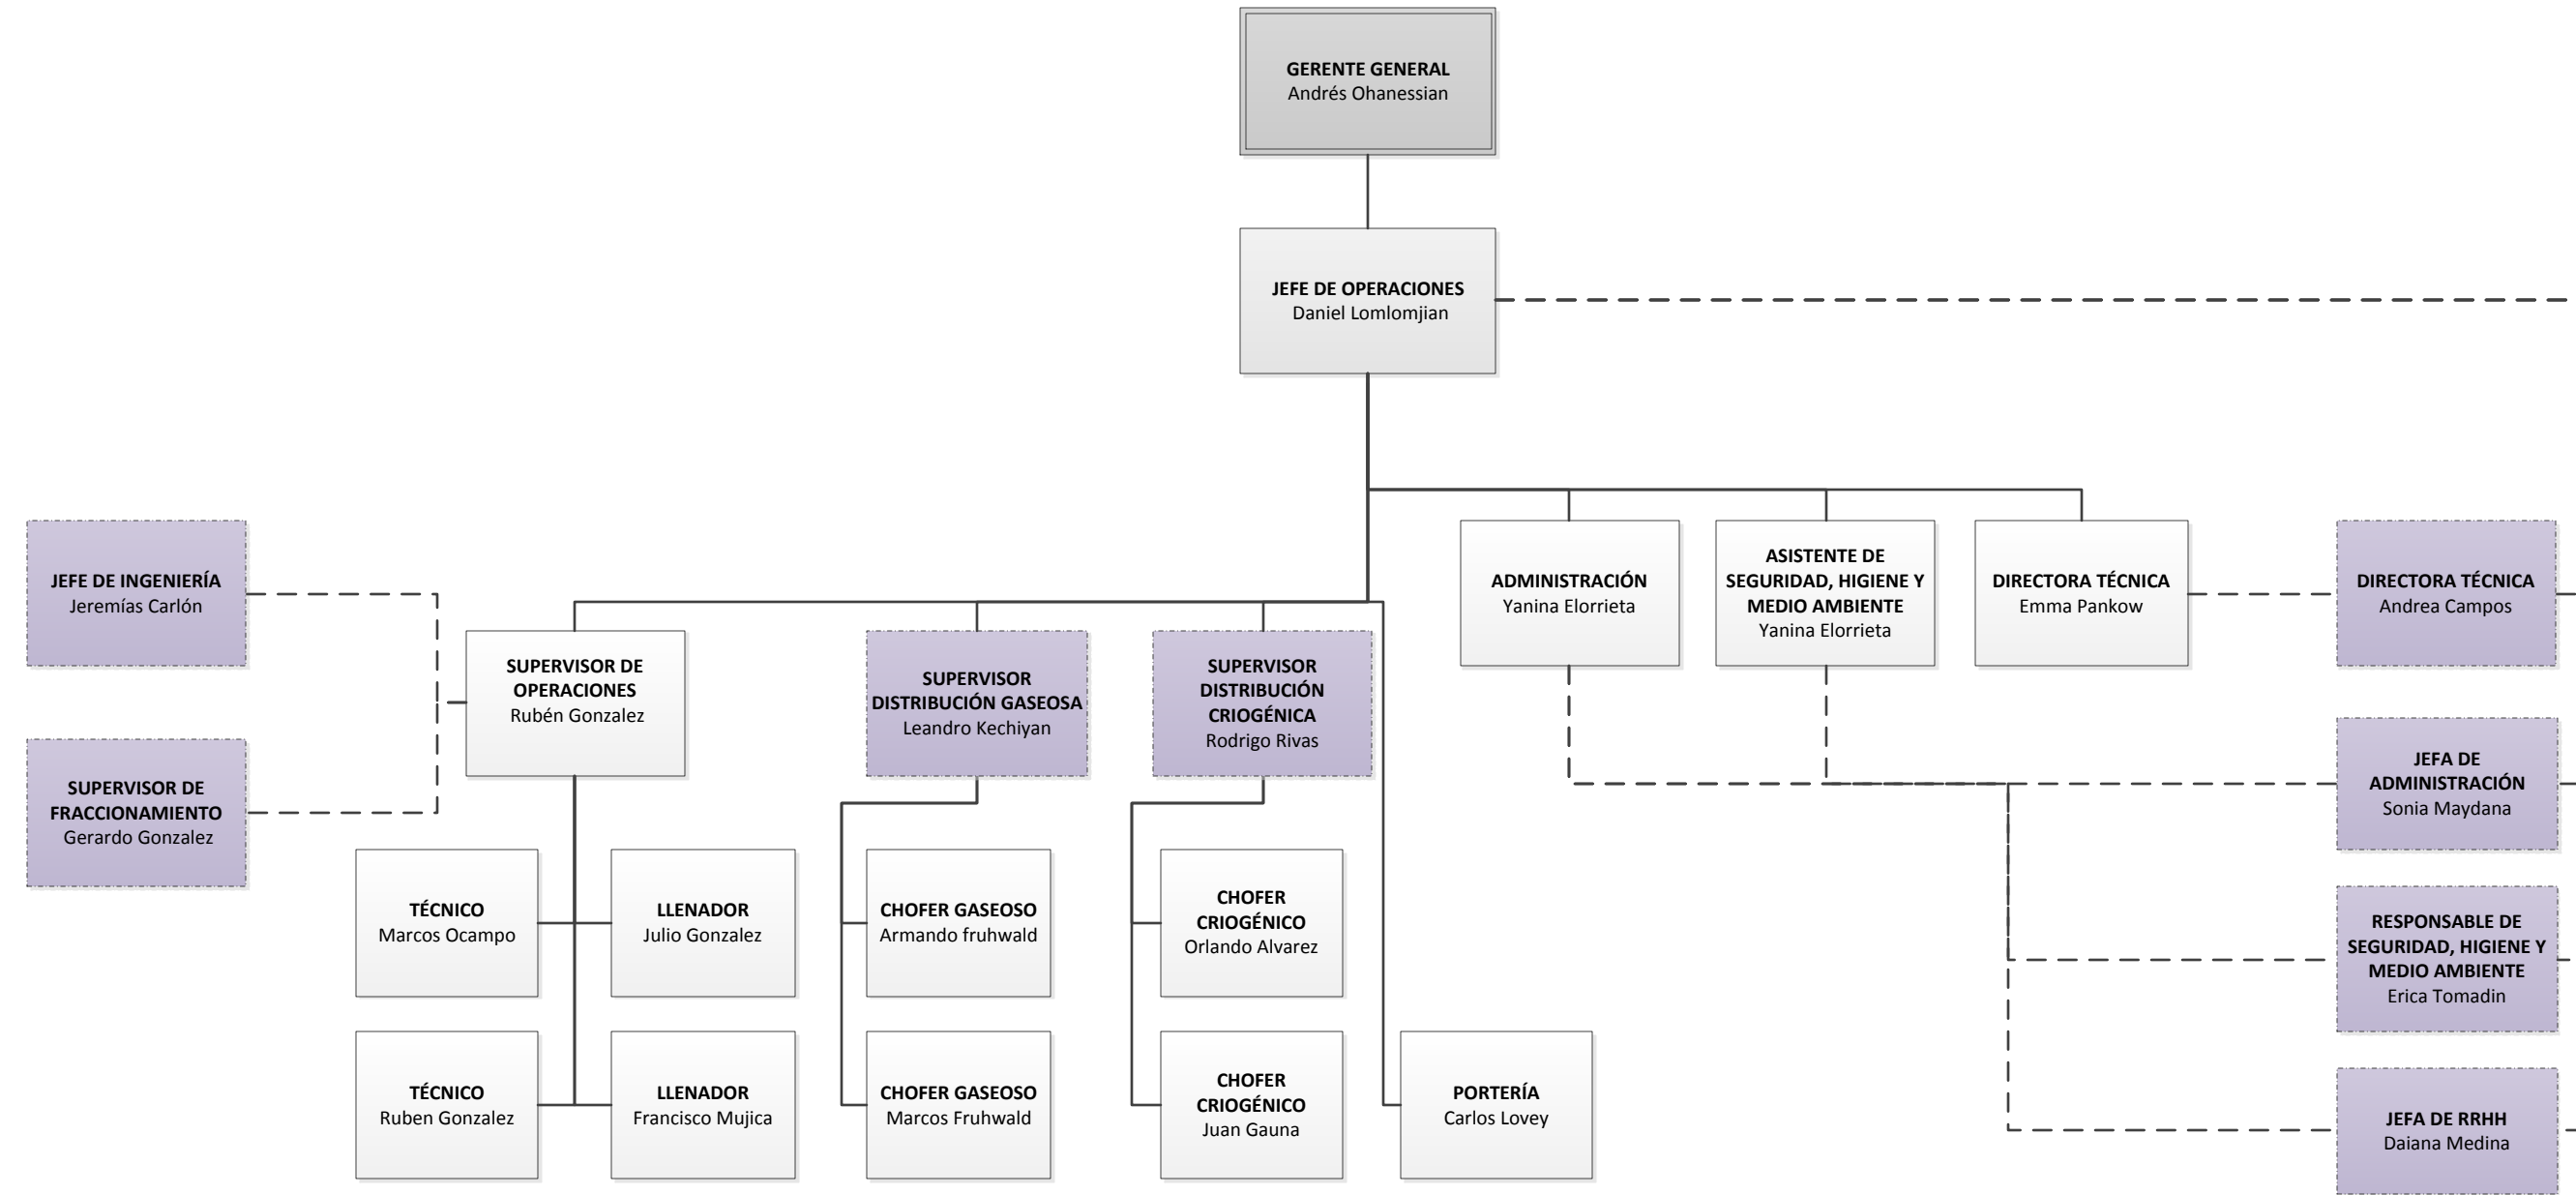 GERENTE GENERAL
Andrés Ohanessian
JEFE DE OPERACIONES
Daniel Lomlomjian
JEFE DE INGENIERÍA
Jeremías Carlón
ADMINISTRACIÓN
Yanina Elorrieta
ASISTENTE DE
SEGURIDAD, HIGIENE Y
MEDIO AMBIENTE
Yanina Elorrieta
DIRECTORA TÉCNICA
Emma Pankow
DIRECTORA TÉCNICA
Andrea Campos
SUPERVISOR DE
OPERACIONES
Rubén Gonzalez
SUPERVISOR
DISTRIBUCIÓN GASEOSA
Leandro Kechiyan
SUPERVISOR
DISTRIBUCIÓN
CRIOGÉNICA
Rodrigo Rivas
SUPERVISOR DE
FRACCIONAMIENTO
Gerardo Gonzalez
JEFA DE
ADMINISTRACIÓN
Sonia Maydana
TÉCNICO
Marcos Ocampo
LLENADOR
Julio Gonzalez
CHOFER GASEOSO
Armando fruhwald
CHOFER
CRIOGÉNICO
Orlando Alvarez
RESPONSABLE DE
SEGURIDAD, HIGIENE Y
MEDIO AMBIENTE
Erica Tomadin
TÉCNICO
Ruben Gonzalez
LLENADOR
Francisco Mujica
CHOFER GASEOSO
Marcos Fruhwald
CHOFER
CRIOGÉNICO
Juan Gauna
PORTERÍA
Carlos Lovey
JEFA DE RRHH
Daiana Medina